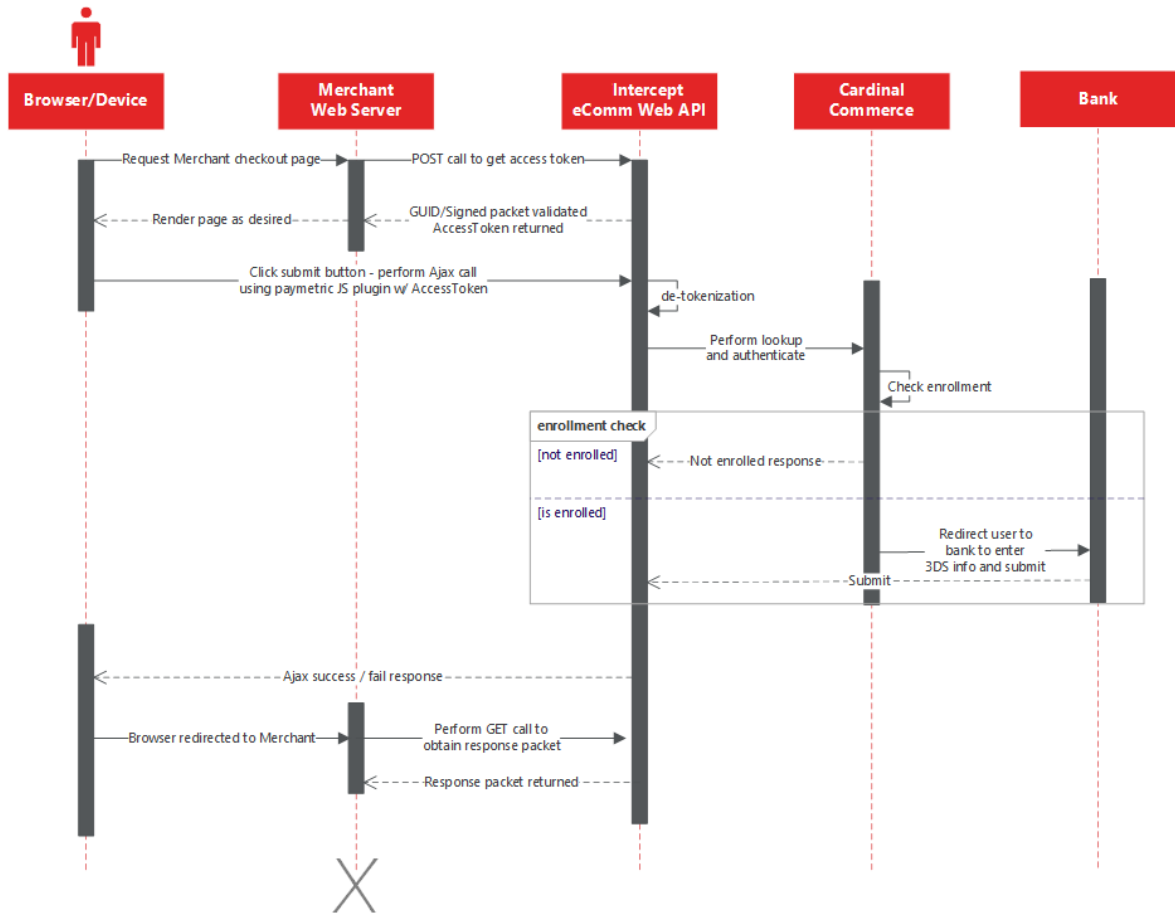 Browser/Device
Merchant
Web Server
Intercept
eComm Web API
Cardinal
Commerce
Bank
Request Merchant checkout page
POST call to get access token
Render page as desired
GUID/Signed packet validated
AccessToken returned
Click submit button - perform Ajax call
using paymetric JS plugin w/ AccessToken
de-tokenization
Perform lookup
and authenticate
Check enrollment
enrollment check
[not enrolled]
Not enrolled response
[is enrolled]
Redirect user to
bank to enter
3DS info and submit
Submit
Ajax success / fail response
Browser redirected to Merchant
Perform GET call to
obtain response packet
Response packet returned